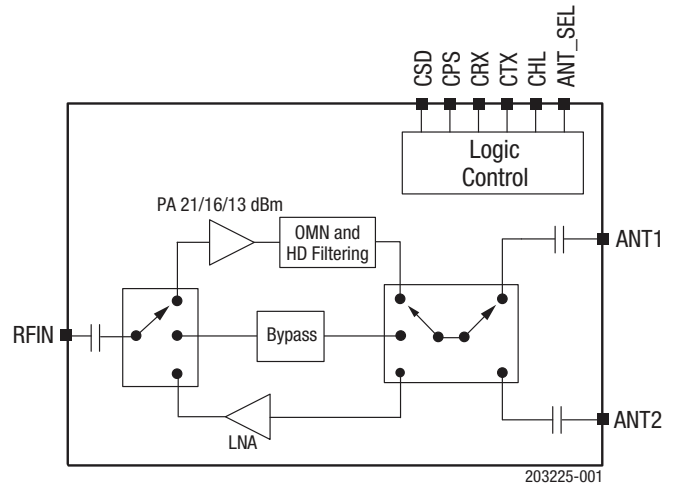 CSD
CPS
CRX
CTX
CHL
ANT_SEL
Logic
Control
PA 21/16/13 dBm
OMN and
HD Filtering
ANT1
RFIN
Bypass
LNA
ANT2
203225-001